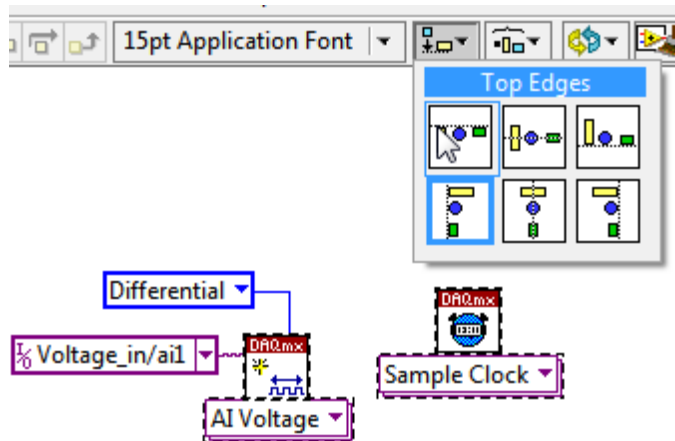 15pt Application Font
Top Edges
Differential
DAQmx
I/O Voltage_in/ai1
DAQmx
Sample Clock
AI Voltage